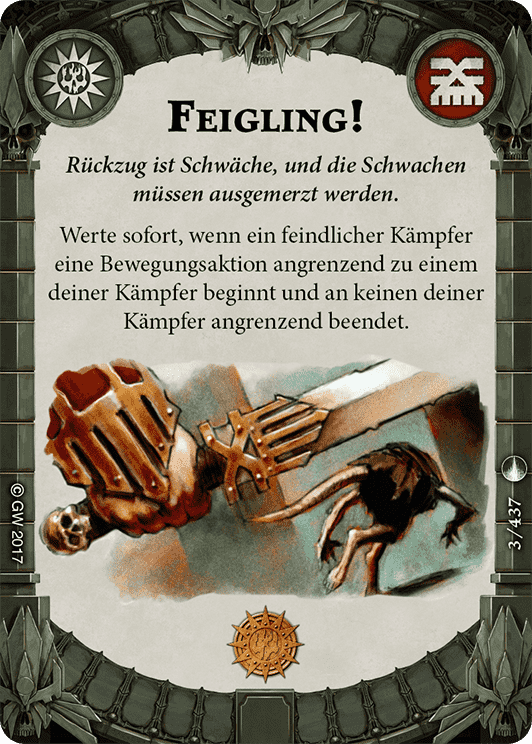 FEIGLING!
Rückzug ist Schwäche, und die Schwachen
müssen ausgemerzt werden.
Werte sofort, wenn ein feindlicher Kämpfer
eine Bewegungsaktion angrenzend zu einem
deiner Kämpfer beginnt und an keinen deiner
Kämpfer angrenzend beendet.
© GW 2017
3/437